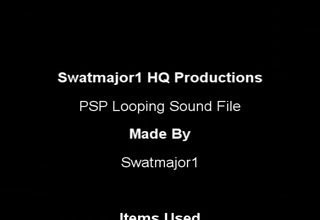 Swatmajor1 HQ Productions
PSP Looping Sound File
Made By
Swatmajor1
Items Used